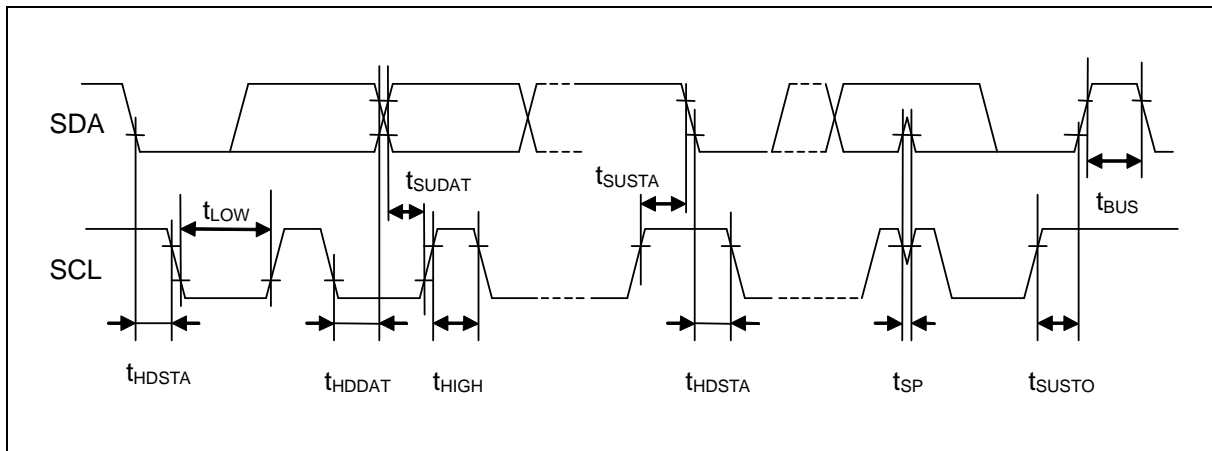 SDA
tSUDAT
tSUSTA
tLOW
tBUS
SCL
tHDSTA
tHDDAT
tHIGH
tHDSTA
tSP
tSUSTO